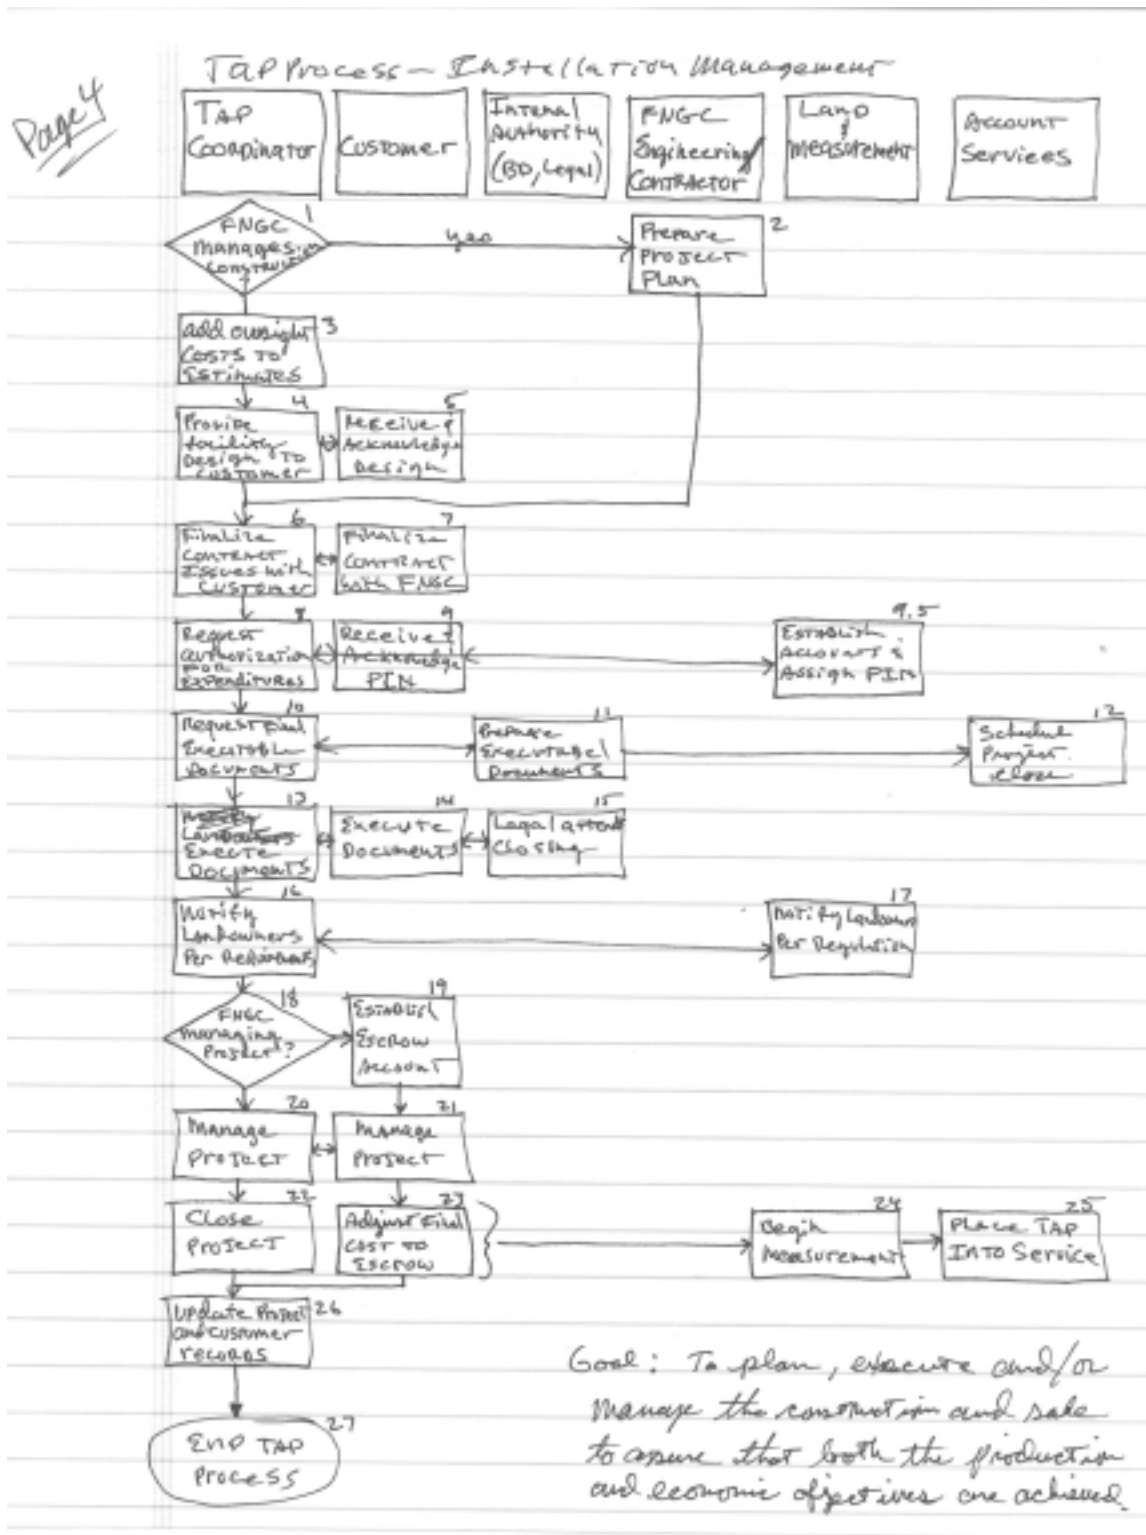 Page 4
TAP Process - Installation Management
TAP
Coordinator
Customer
Internal
Authority
(BD, Legal)
FNGC
Engineering/
Contractor
Land
&
Measurement
Account
Services
1
FNGC
Manages
Construction
?
yes
2
Prepare
Project
Plan
3
add oversight
Costs to
Estimates
4
Provide
facility
Design to
Customer
5
Receive &
Acknowledge
Design
6
Finalize
Contract
Issues with
Customer
7
Finalize
Contract
with FNGC
8
Request
authorization
for
Expenditures
9
Receive &
Acknowledge
PIN
9.5
Establish
Account &
Assign PIN
10
Request Final
Executable
Documents
11
Prepare
Executabel
Documents
12
Schedul
Project
Close
13
Landowners
Execute
Documents
14
Execute
Documents
15
Legal attend
Closing
16
Notify
Landowners
Per Requirements
17
Notify Landowners
Per Regulation
18
FNGC
Managing
Project?
19
Establish
Escrow
Account
20
Manage
Project
21
Manage
Project
22
Close
Project
23
Adjust Final
Cost to
Escrow
24
Begin
Measurement
25
Place TAP
Into Service
26
Update Project
and customer
records
27
End TAP
Process
Goal: To plan, execute and/or
manage the construction and sale
to assure that both the production
and economic objectives are achieved.